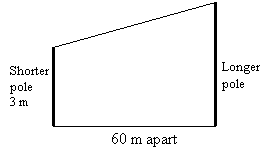 Shorter
pole
3 m
Longer
pole
60 m apart